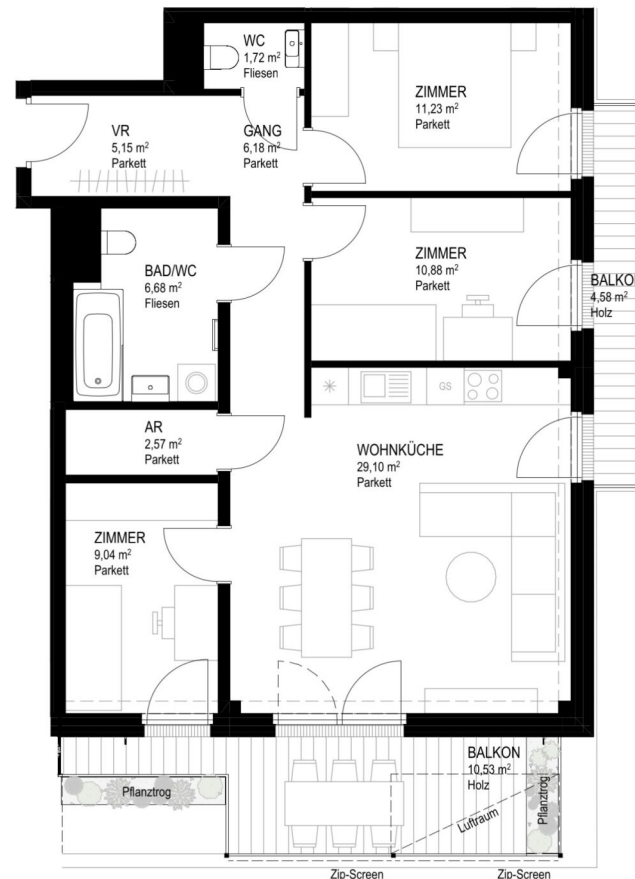 WC
1,72 m²
Fliesen
ZIMMER
11,23 m²
Parkett
VR
5,15 m²
Parkett
GANG
6,18 m²
Parkett
ZIMMER
10,88 m²
Parkett
BAD/WC
6,68 m²
Fliesen
BALKON
4,58 m²
Holz
GS
AR
2,57 m²
Parkett
WOHNKÜCHE
29,10 m²
Parkett
ZIMMER
9,04 m²
Parkett
BALKON
10,53 m²
Holz
Pflanztrog
Pflanztrog
Luftraum
Zip-Screen
Zip-Screen